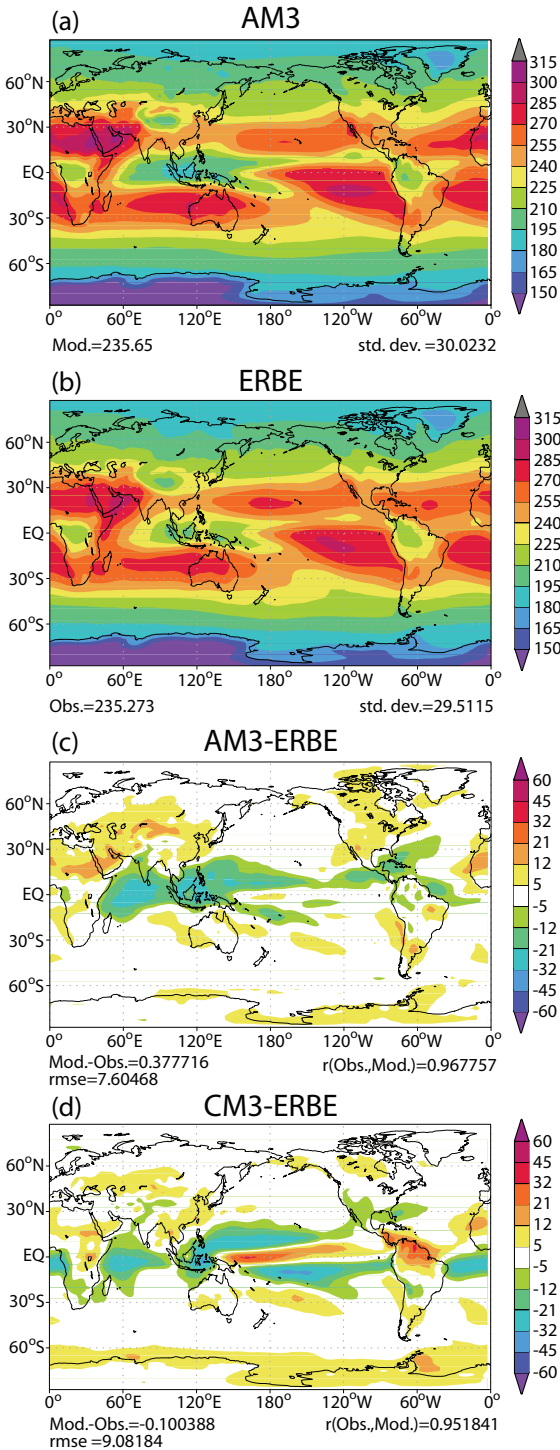 (a) AM3
60°N
30°N
EQ
30°S
60°S
0° 60°E 120°E 180° 120°W 60°W 0°
315
300
285
270
255
240
225
210
195
180
165
150
Mod.=235.65 std. dev. =30.0232
(b) ERBE
60°N
30°N
EQ
30°S
60°S
0° 60°E 120°E 180° 120°W 60°W 0°
315
300
285
270
255
240
225
210
195
180
165
150
Obs.=235.273 std. dev.=29.5115
(c) AM3-ERBE
60°N
30°N
EQ
30°S
60°S
0° 60°E 120°E 180° 120°W 60°W 0°
60
45
32
21
12
5
-5
-12
-21
-32
-45
-60
Mod.-Obs.=0.377716 r(Obs.,Mod.)=0.967757
rmse=7.60468
(d) CM3-ERBE
60°N
30°N
EQ
30°S
60°S
0° 60°E 120°E 180° 120°W 60°W 0°
60
45
32
21
12
5
-5
-12
-21
-32
-45
-60
Mod.-Obs.=-0.100388 r(Obs.,Mod.)=0.951841
rmse =9.08184